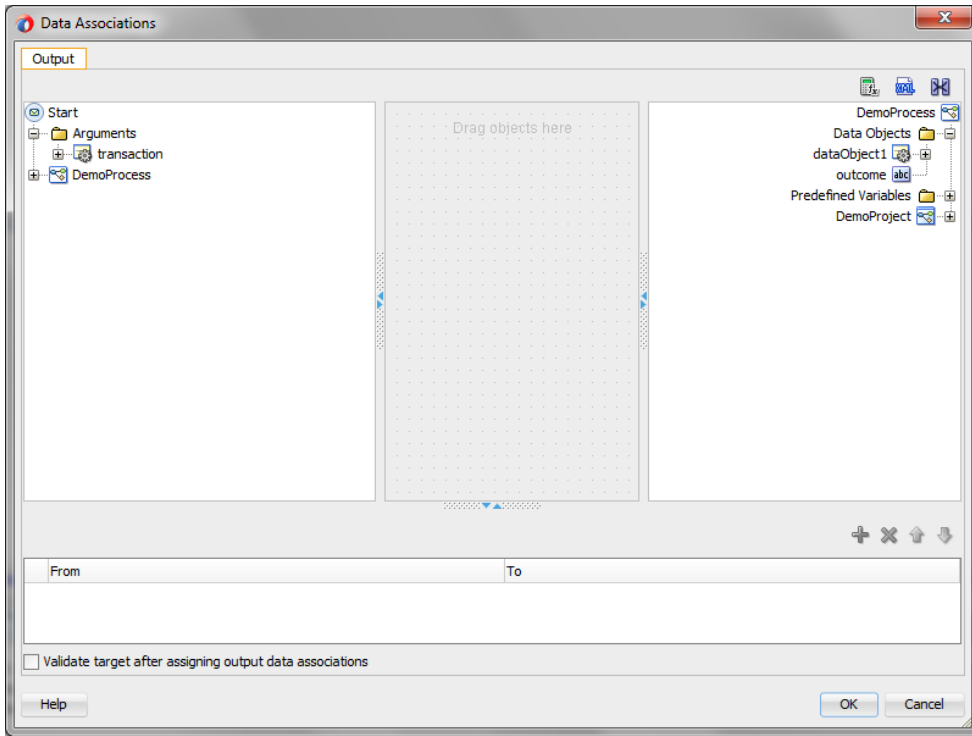 Data Associations
Output
Start
Arguments
transaction
DemoProcess
Drag objects here
DemoProcess
Data Objects
dataObject1
outcome abc
Predefined Variables
DemoProject
From To
Validate target after assigning output data associations
Help OK Cancel